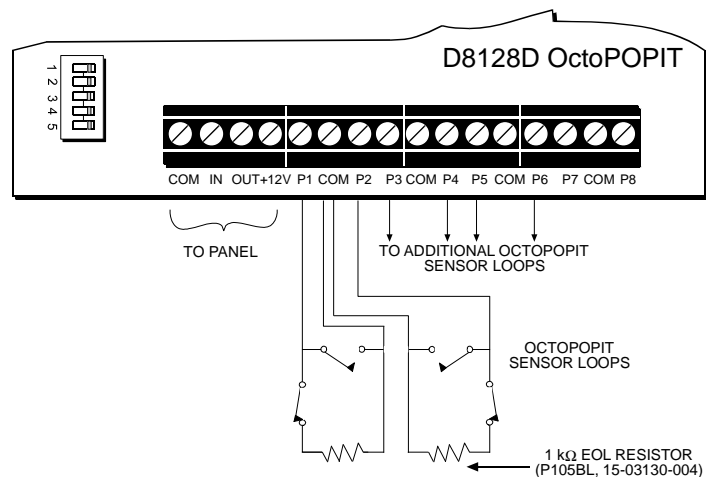 D8128D OctoPOPIT
1
2
3
4
5
COM IN OUT+12V P1 COM P2 P3 COM P4 P5 COM P6 P7 COM P8
TO PANEL
TO ADDITIONAL OCTOPOPIT
SENSOR LOOPS
OCTOPOPIT
SENSOR LOOPS
1 kΩ EOL RESISTOR
(P105BL, 15-03130-004)